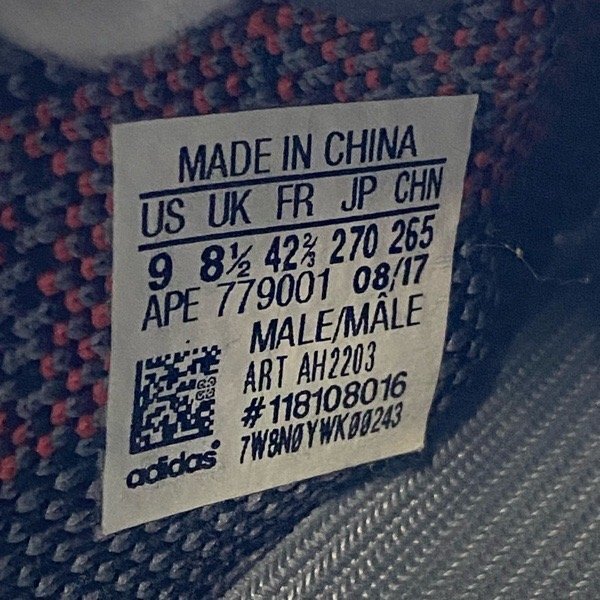 MADE IN CHINA
US UK FR JP CHN
9 8½ 42⅔ 270 265
APE 779001 08/17
MALE/MÂLE
ART AH2203
#118108016
7W8N0YWK00243
adidas